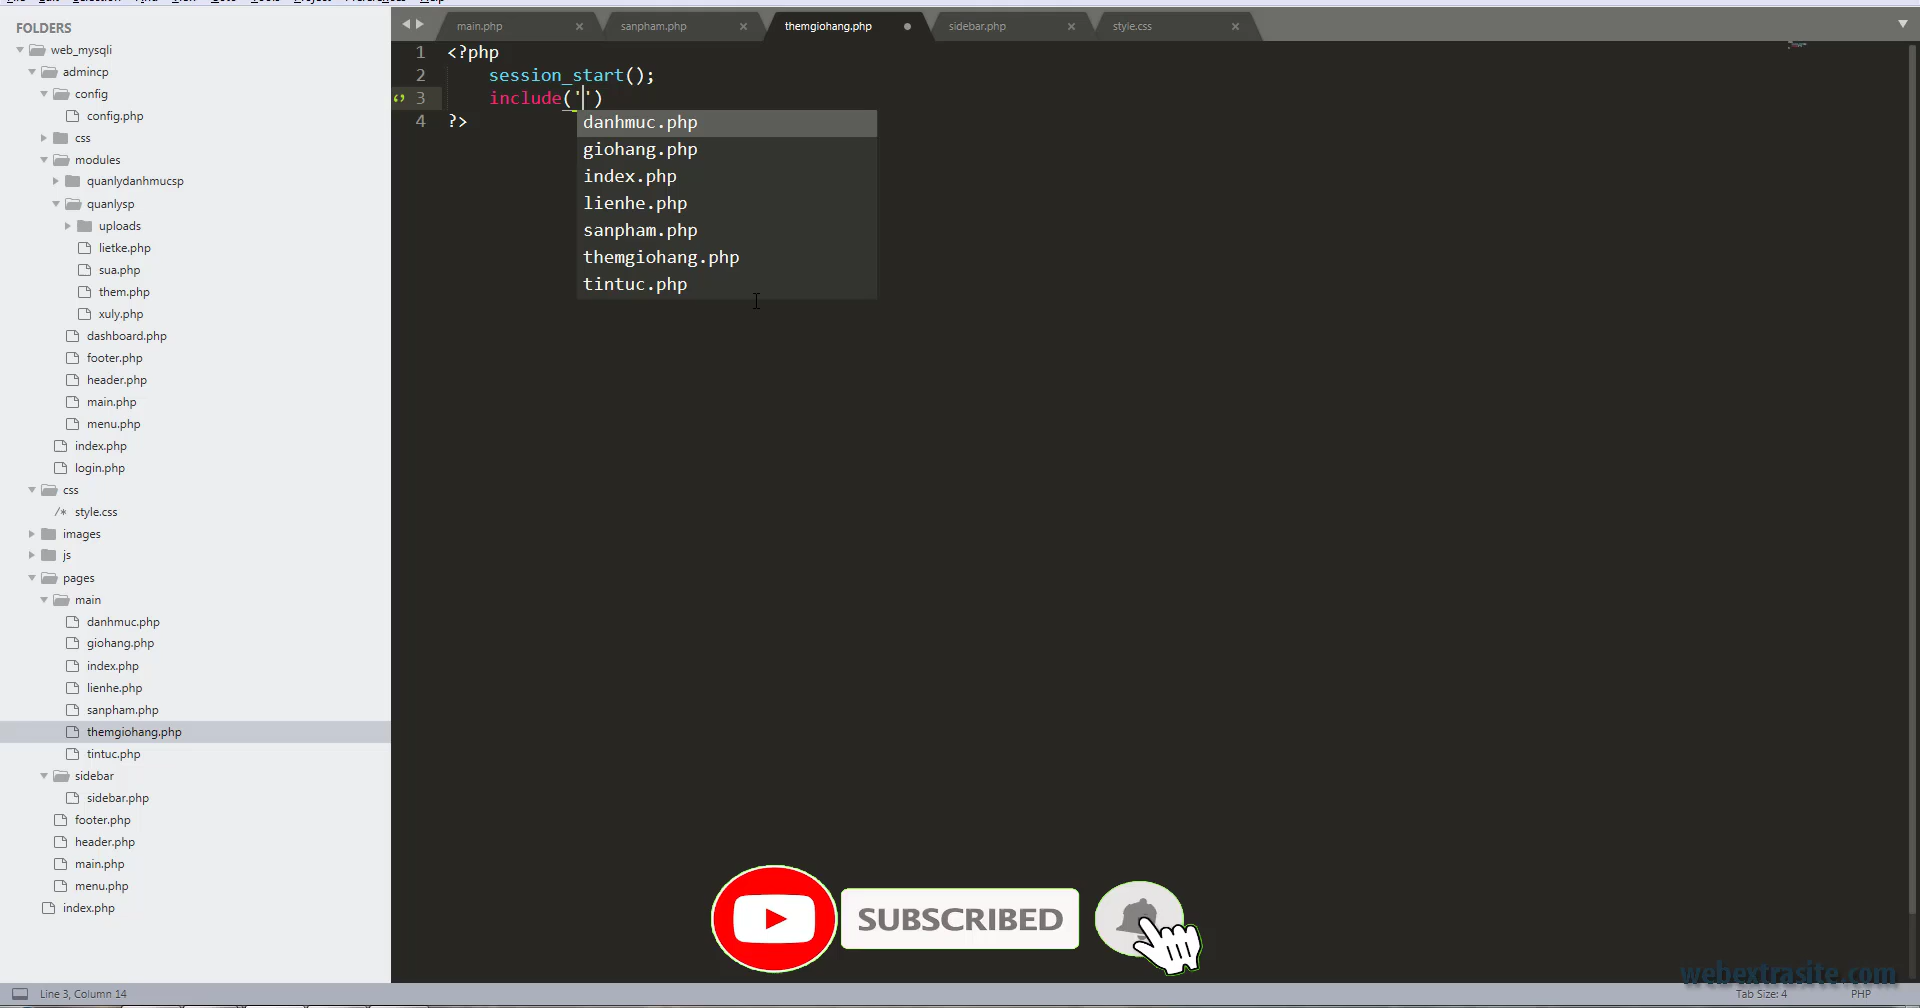 FOLDERS
web_mysqli
admincp
config
config.php
css
modules
quanlydanhmucsp
quanlysp
uploads
lietke.php
sua.php
them.php
xuly.php
dashboard.php
footer.php
header.php
main.php
menu.php
index.php
login.php
css
/* style.css
images
js
pages
main
danhmuc.php
giohang.php
index.php
lienhe.php
sanpham.php
themgiohang.php
tintuc.php
sidebar
sidebar.php
footer.php
header.php
main.php
menu.php
index.php
main.php
sanpham.php
themgiohang.php
sidebar.php
style.css
1 <?php
2 session_start();
3 include('')
4 ?>
danhmuc.php
giohang.php
index.php
lienhe.php
sanpham.php
themgiohang.php
tintuc.php
SUBSCRIBED
webextrasite.com
Line 3, Column 14
Tab Size: 4
PHP